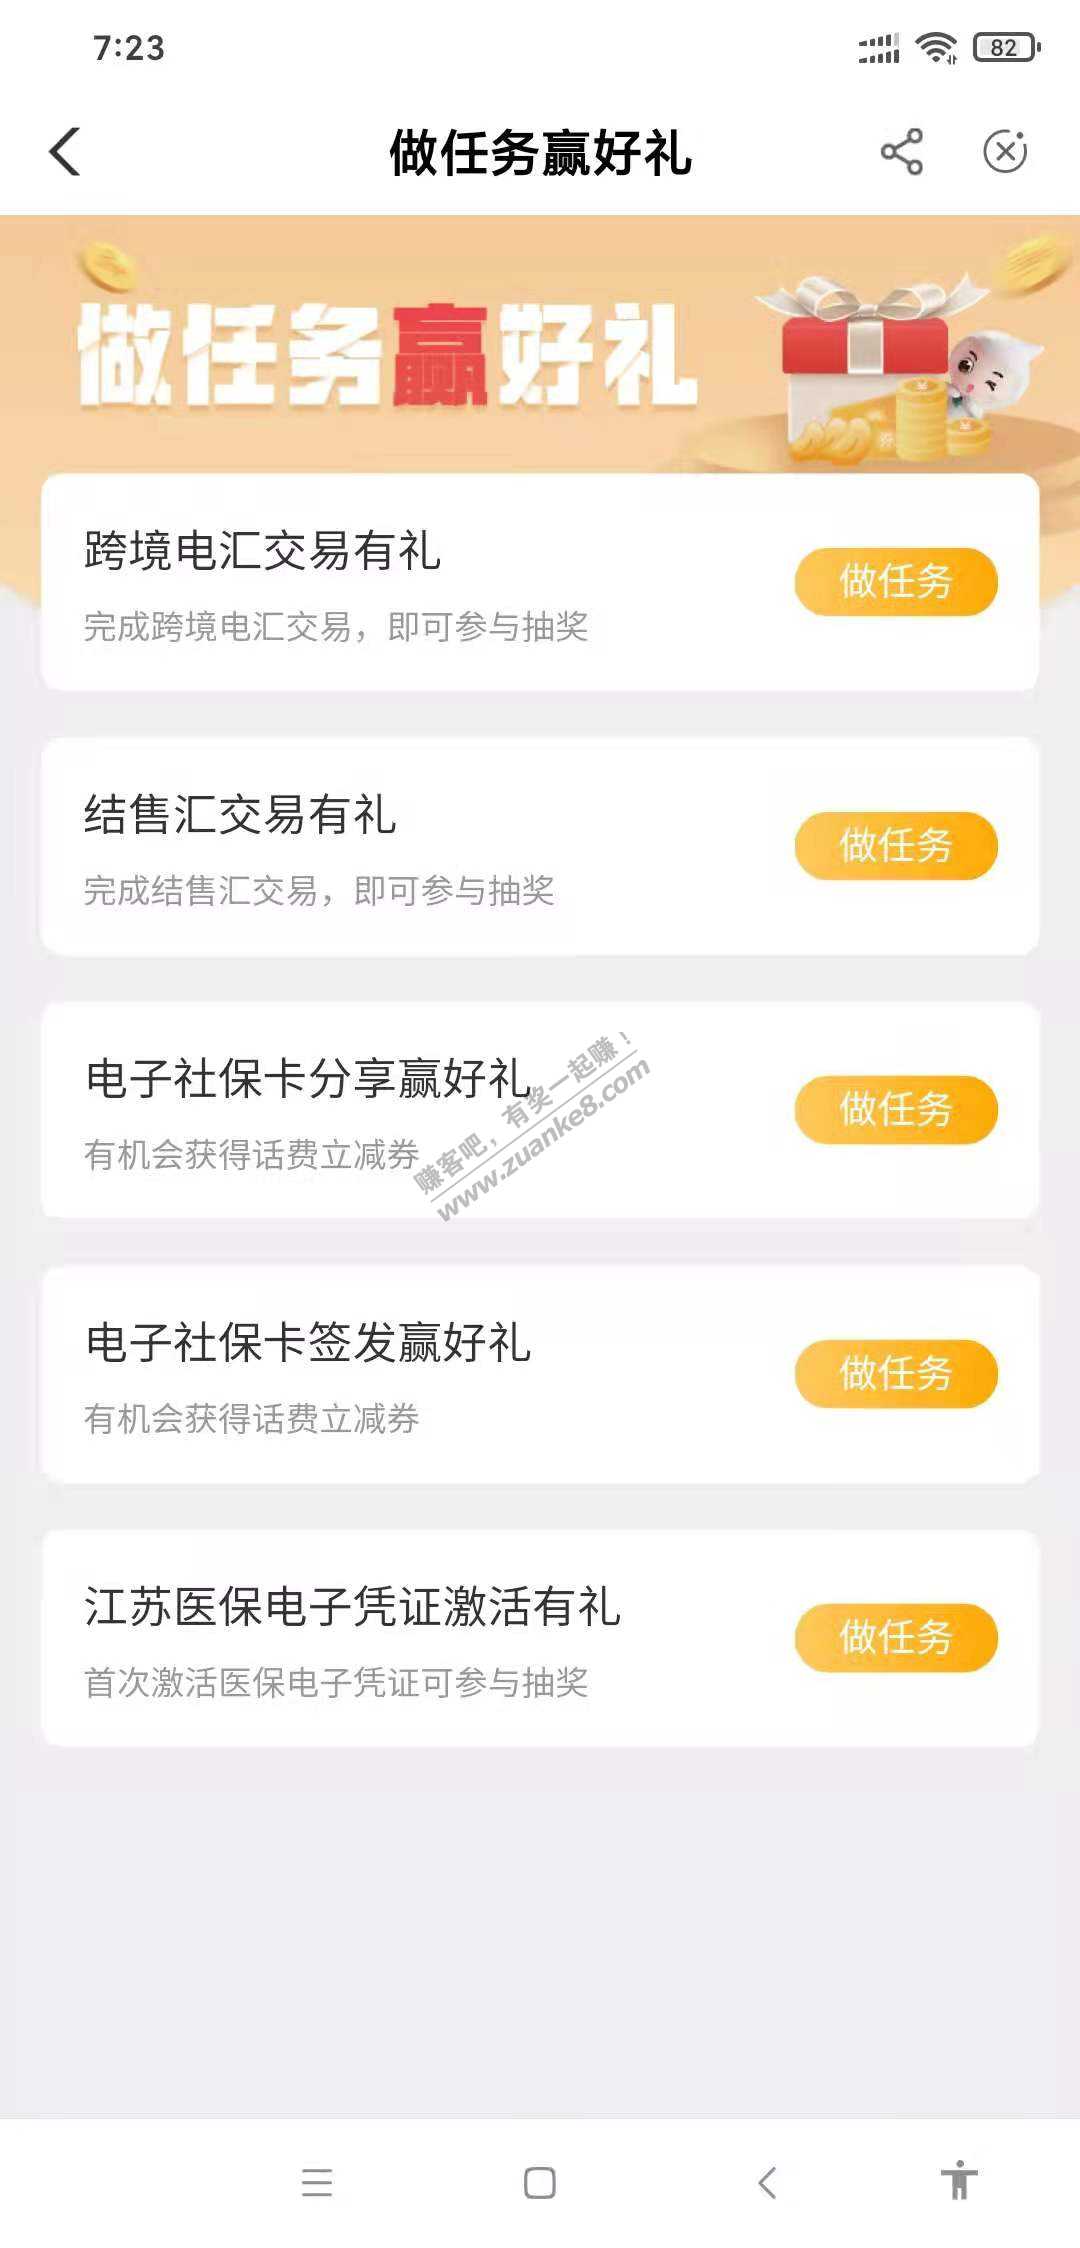 7:23
82
做任务赢好礼
做任务赢好礼
跨境电汇交易有礼
做任务
完成跨境电汇交易，即可参与抽奖
结售汇交易有礼
做任务
完成结售汇交易，即可参与抽奖
电子社保卡分享赢好礼
做任务
有机会获得话费立减券
赚客吧，有奖一起赚！
www.zuanke8.com
电子社保卡签发赢好礼
做任务
有机会获得话费立减券
江苏医保电子凭证激活有礼
做任务
首次激活医保电子凭证可参与抽奖